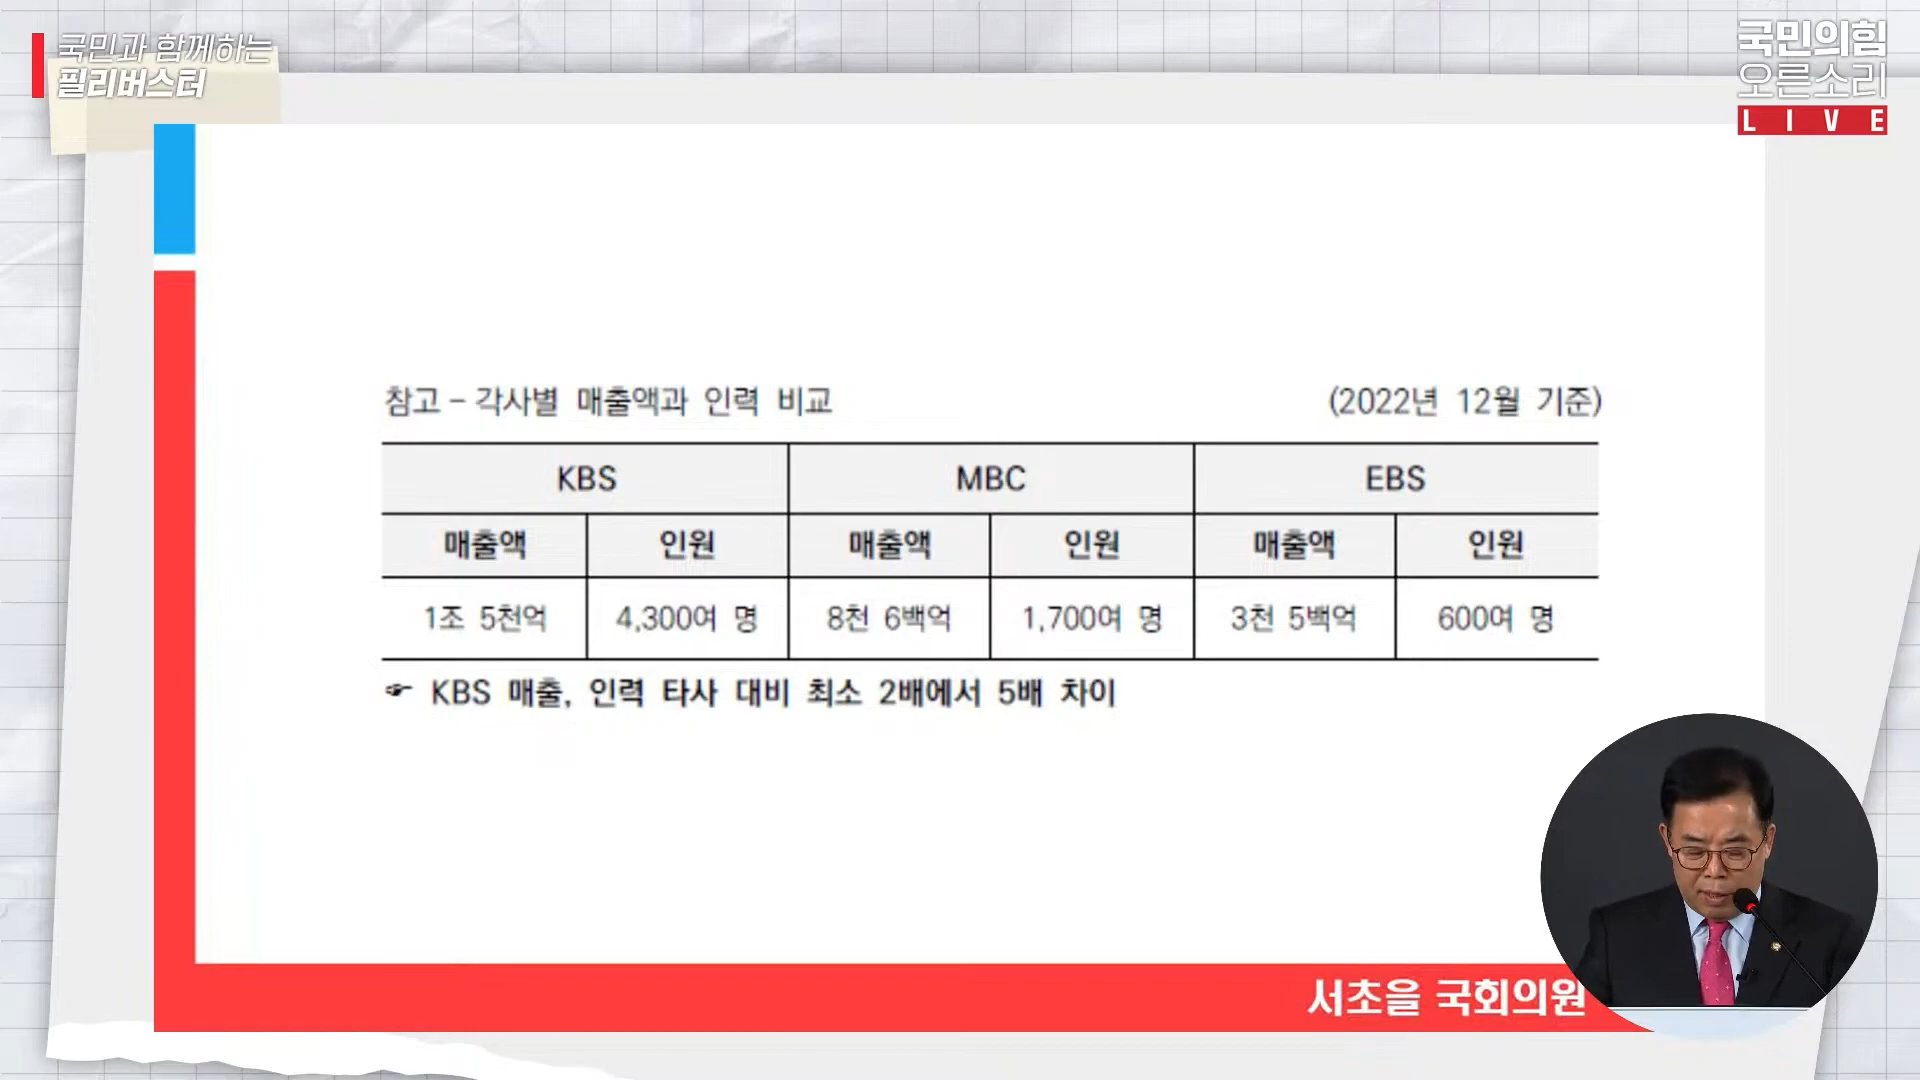 국민과 함께하는
필리버스터
국민의힘
오른소리
LIVE
참고 - 각사별 매출액과 인력 비교 (2022년 12월 기준)
KBS MBC EBS
매출액 인원 매출액 인원 매출액 인원
1조 5천억 4,300여 명 8천 6백억 1,700여 명 3천 5백억 600여 명
☞ KBS 매출, 인력 타사 대비 최소 2배에서 5배 차이
서초을 국회의원